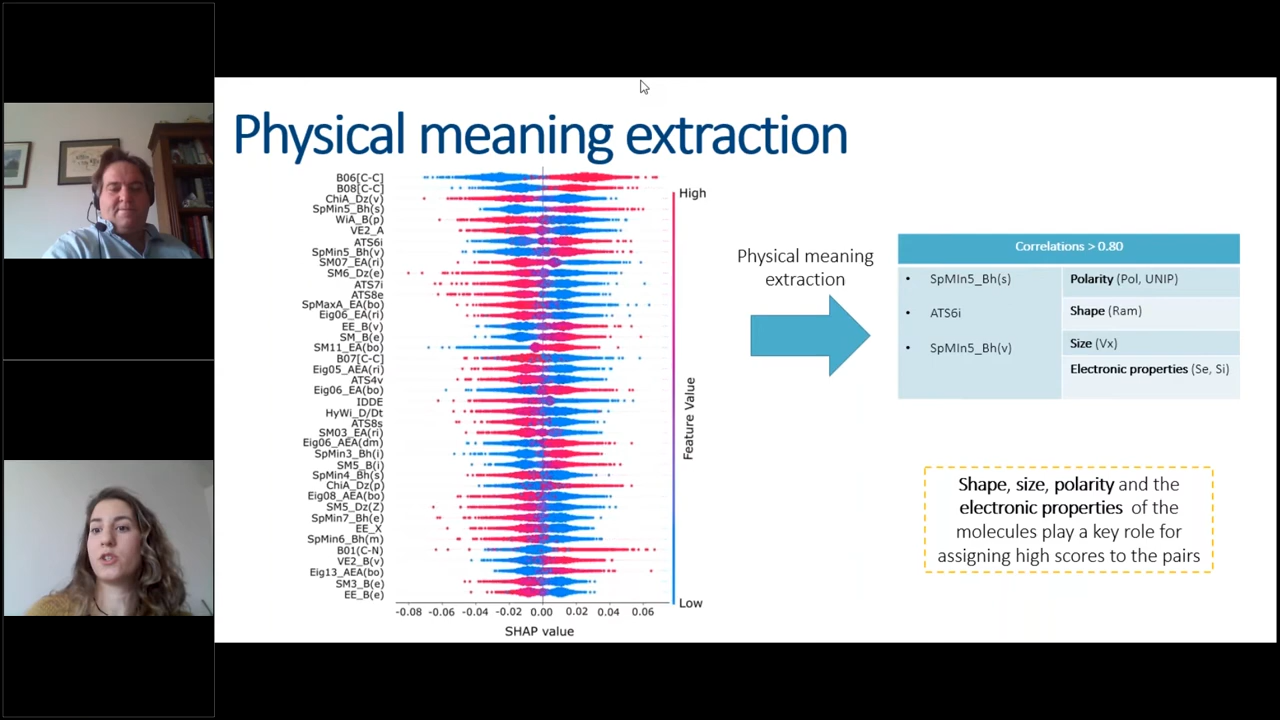 Physical meaning extraction
B06[C-C]
B08[C-C]
ChiA_Dz(v)
SpMin5_Bh(s)
WiA_B(p)
VE2_A
ATS6i
SpMin5_Bh(v)
SM07_EA(ri)
SM6_Dz(e)
ATS7i
ATS8e
SpMaxA_EA(bo)
Eig06_EA(ri)
EE_B(v)
SM_B(e)
SM11_EA(bo)
B07[C-C]
Eig05_AEA(ri)
ATS4v
Eig06_EA(bo)
IDDE
HyWi_D/Dt
ATS8s
SM03_EA(ri)
Eig06_AEA(dm)
SpMin3_Bh(i)
SM5_B(i)
SpMin4_Bh(s)
ChiA_Dz(p)
Eig08_AEA(bo)
SM5_Dz(Z)
SpMin7_Bh(e)
EE_X
SpMin6_Bh(m)
B01(C-N)
VE2_B(v)
Eig13_AEA(bo)
SM3_B(e)
EE_B(e)
-0.08 -0.06 -0.04 -0.02 0.00 0.02 0.04 0.06
SHAP value
High
Feature Value
Low
Physical meaning
extraction
Correlations > 0.80
• SpMIn5_Bh(s)
• ATS6i
• SpMIn5_Bh(v)
Polarity (Pol, UNIP)
Shape (Ram)
Size (Vx)
Electronic properties (Se, Si)
Shape, size, polarity and the
electronic properties of the
molecules play a key role for
assigning high scores to the pairs